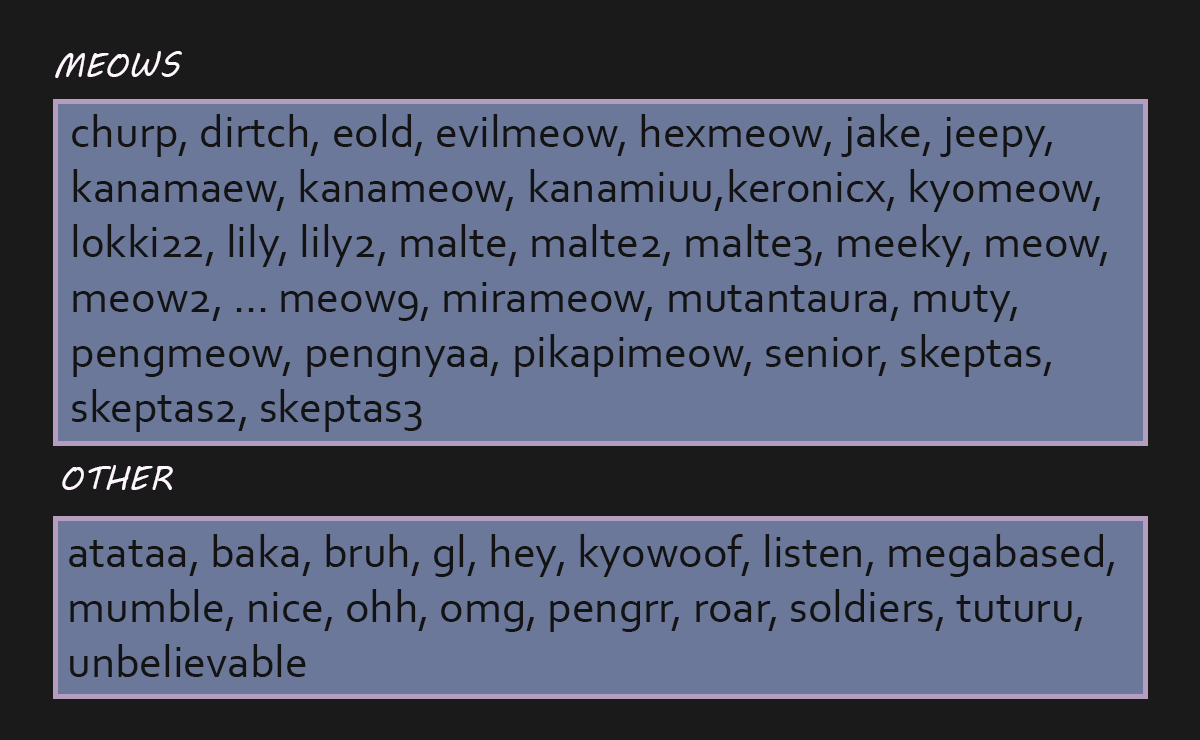 MEOWS
churp, dirtch, eold, evilmeow, hexmeow, jake, jeepy,
kanamaew, kanameow, kanamiuu,keronicx, kyomeow,
lokki22, lily, lily2, malte, malte2, malte3, meeky, meow,
meow2, ... meow9, mirameow, mutantaura, muty,
pengmeow, pengnyaa, pikapimeow, senior, skeptas,
skeptas2, skeptas3
OTHER
atataa, baka, bruh, gl, hey, kyowoof, listen, megabased,
mumble, nice, ohh, omg, pengrr, roar, soldiers, tuturu,
unbelievable